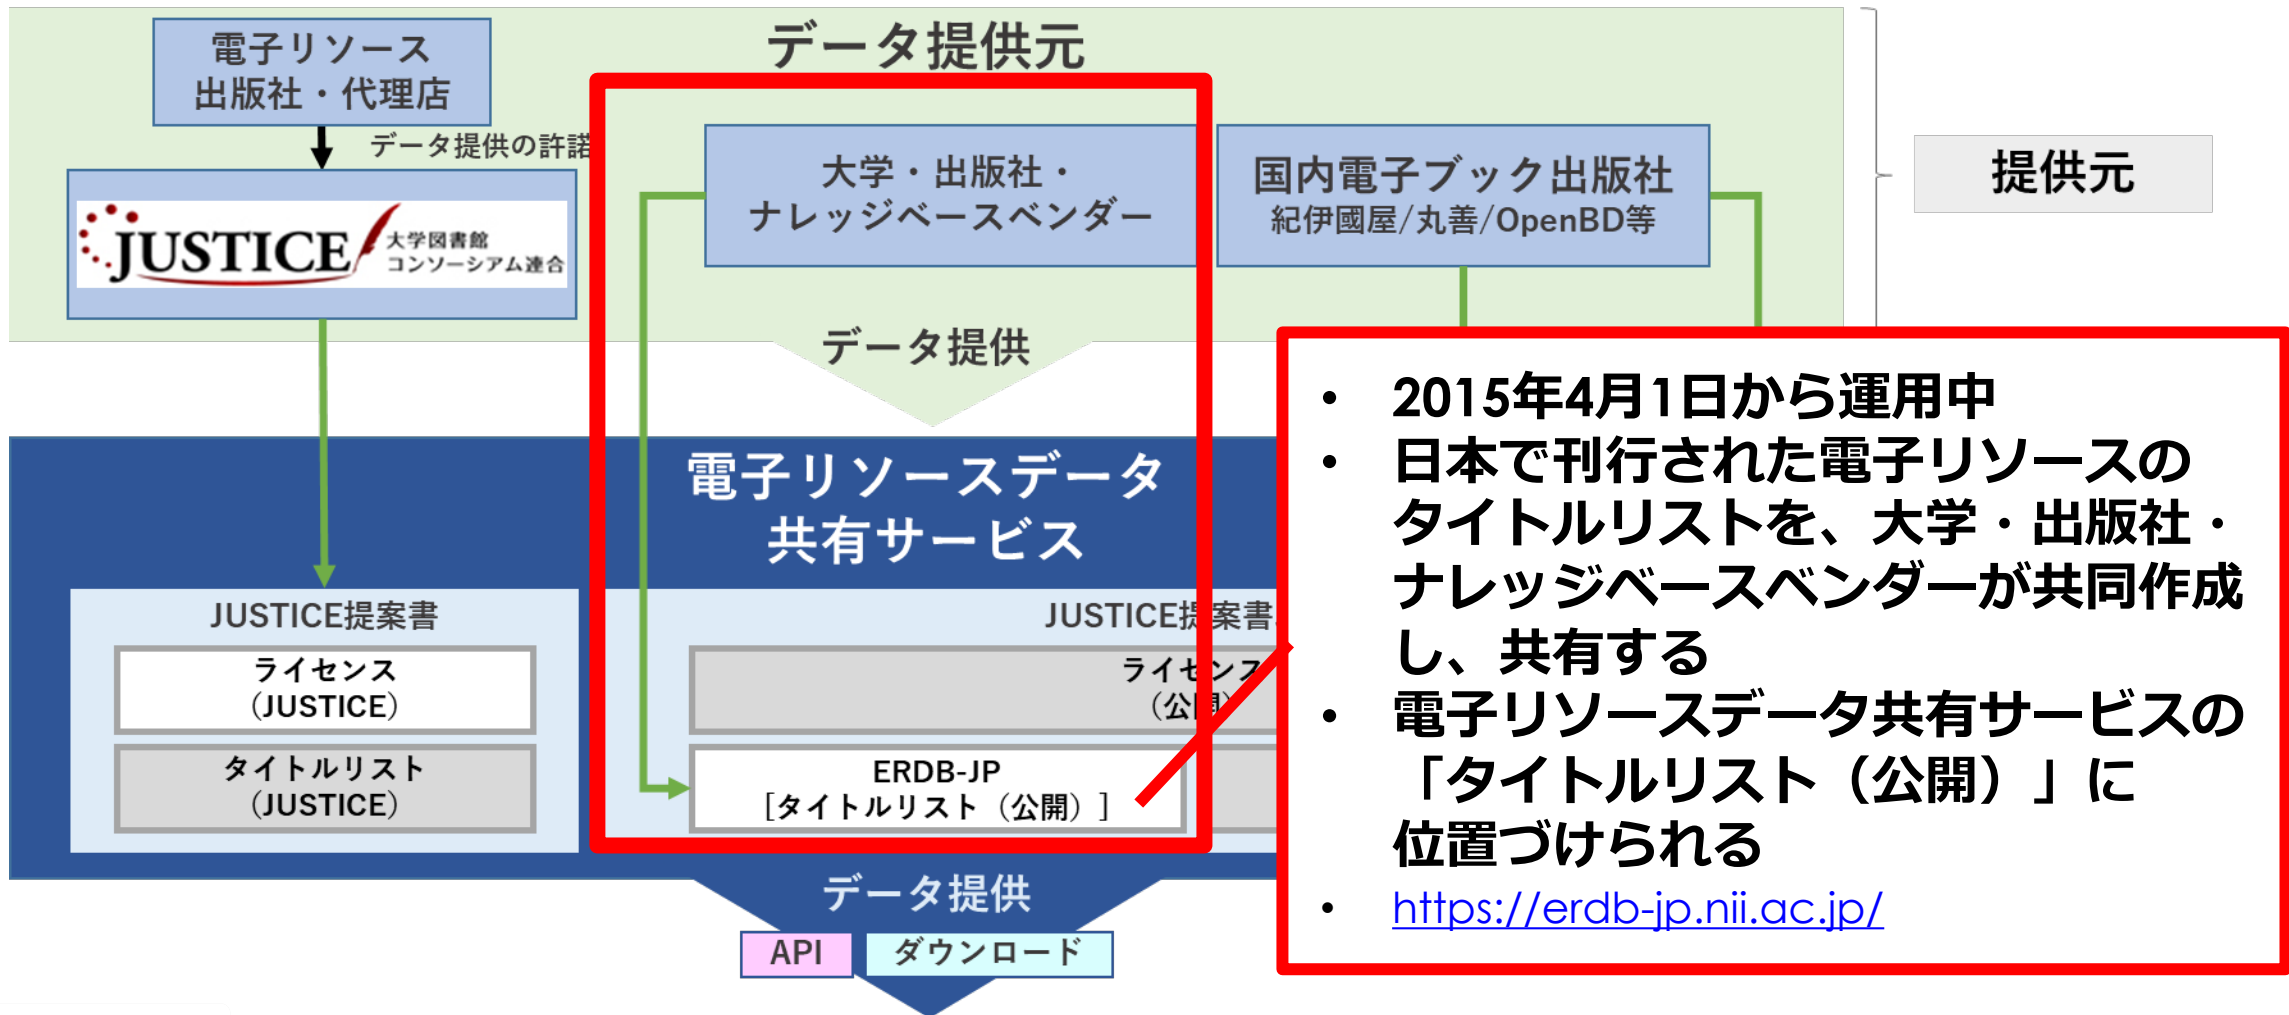 データ提供元
電子リソース
出版社・代理店
データ提供の許諾
JUSTICE
大学図書館
コンソーシアム連合
大学・出版社・
ナレッジベースベンダー
国内電子ブック出版社
紀伊國屋/丸善/OpenBD等
提供元
データ提供
電子リソースデータ
共有サービス
JUSTICE提案書
ライセンス
（JUSTICE）
タイトルリスト
（JUSTICE）
JUSTICE提案書
ライセンス
（公開）
ERDB-JP
［タイトルリスト（公開）］
• 2015年4月1日から運用中
• 日本で刊行された電子リソースの
タイトルリストを、大学・出版社・
ナレッジベースベンダーが共同作成
し、共有する
• 電子リソースデータ共有サービスの
「タイトルリスト（公開）」に
位置づけられる
• https://erdb-jp.nii.ac.jp/
データ提供
API
ダウンロード